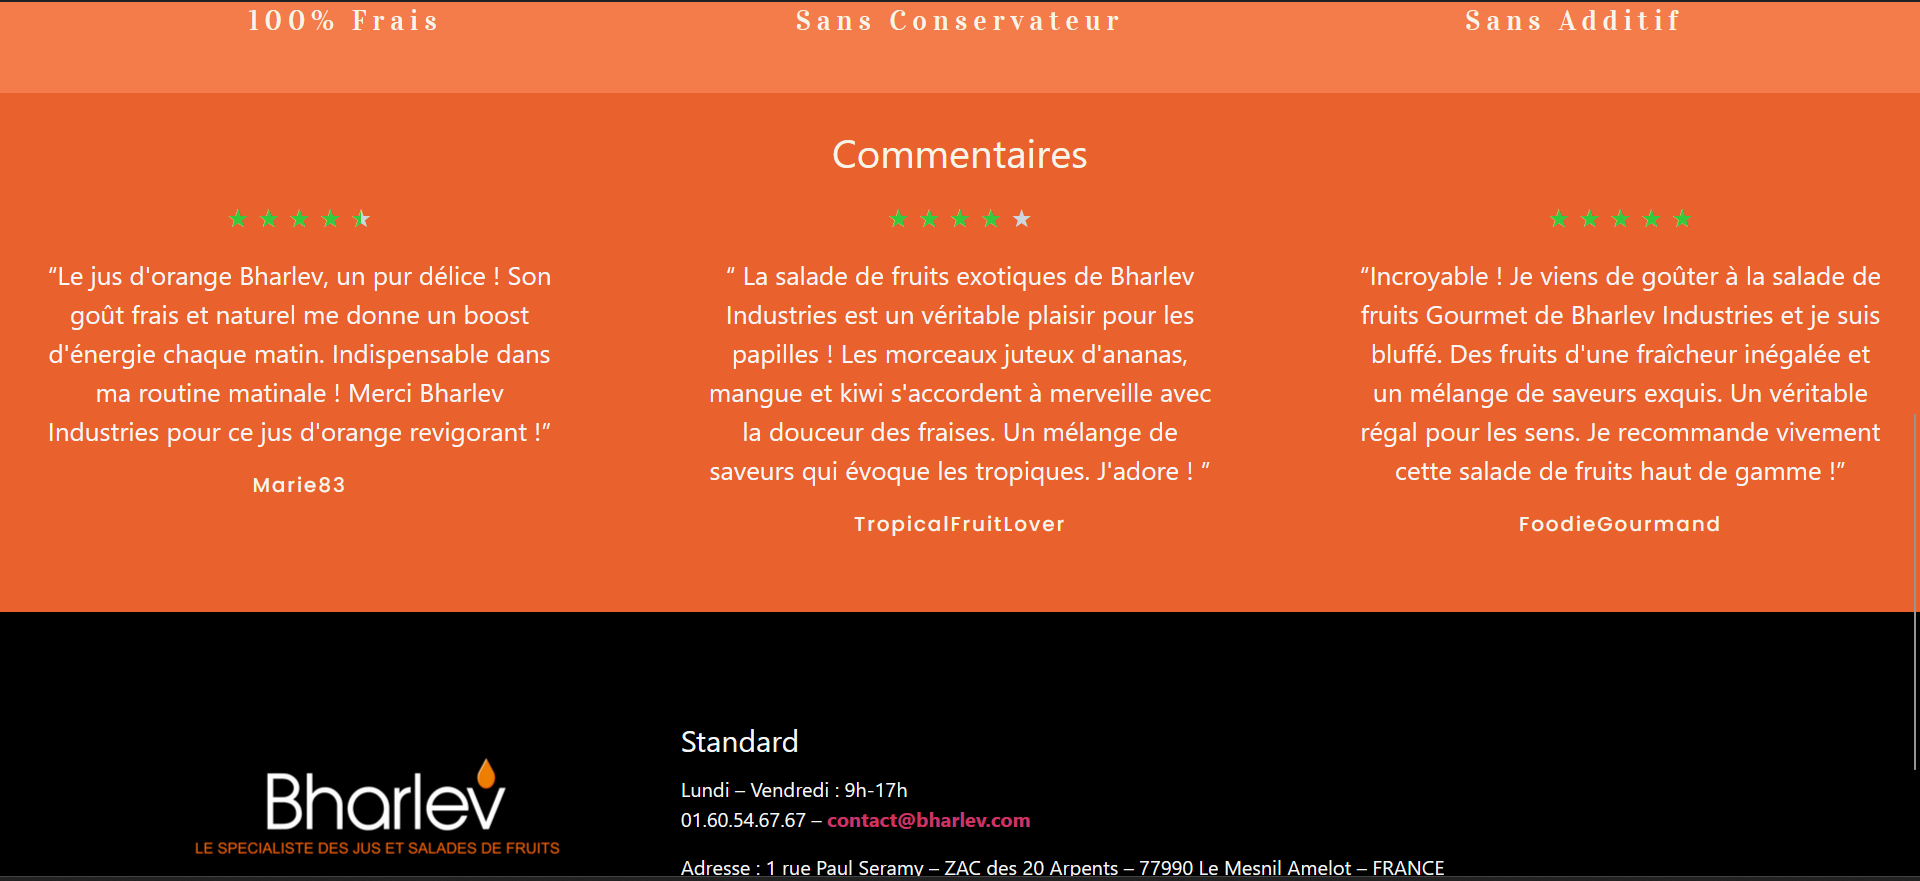 100% Frais
Sans Conservateur
Sans Additif
Commentaires
“Le jus d'orange Bharlev, un pur délice ! Son
goût frais et naturel me donne un boost
d'énergie chaque matin. Indispensable dans
ma routine matinale ! Merci Bharlev
Industries pour ce jus d'orange revigorant !”
Marie83
“ La salade de fruits exotiques de Bharlev
Industries est un véritable plaisir pour les
papilles ! Les morceaux juteux d'ananas,
mangue et kiwi s'accordent à merveille avec
la douceur des fraises. Un mélange de
saveurs qui évoque les tropiques. J'adore ! ”
TropicalFruitLover
“Incroyable ! Je viens de goûter à la salade de
fruits Gourmet de Bharlev Industries et je suis
bluffé. Des fruits d'une fraîcheur inégalée et
un mélange de saveurs exquis. Un véritable
régal pour les sens. Je recommande vivement
cette salade de fruits haut de gamme !”
FoodieGourmand
Bharlev
LE SPECIALISTE DES JUS ET SALADES DE FRUITS
Standard
Lundi – Vendredi : 9h-17h
01.60.54.67.67 – contact@bharlev.com
Adresse : 1 rue Paul Seramy – ZAC des 20 Arpents – 77990 Le Mesnil Amelot – FRANCE